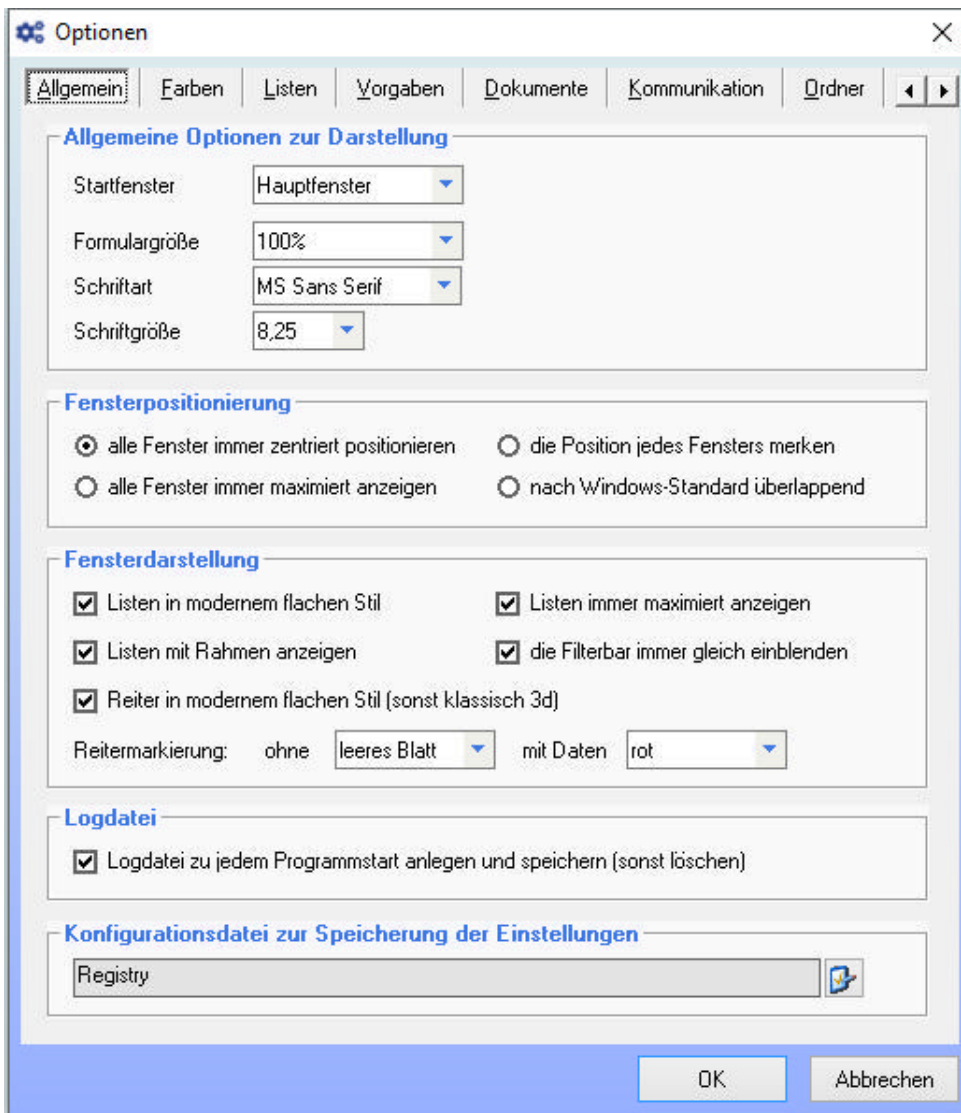 Optionen
Allgemein Farben Listen Vorgaben Dokumente Kommunikation Ordner
Allgemeine Optionen zur Darstellung
Startfenster Hauptfenster
Formulargröße 100%
Schriftart MS Sans Serif
Schriftgröße 8,25
Fensterpositionierung
alle Fenster immer zentriert positionieren die Position jedes Fensters merken
alle Fenster immer maximiert anzeigen nach Windows-Standard überlappend
Fensterdarstellung
Listen in modernem flachen Stil Listen immer maximiert anzeigen
Listen mit Rahmen anzeigen die Filterbar immer gleich einblenden
Reiter in modernem flachen Stil (sonst klassisch 3d)
Reitermarkierung: ohne leeres Blatt mit Daten rot
Logdatei
Logdatei zu jedem Programmstart anlegen und speichern (sonst löschen)
Konfigurationsdatei zur Speicherung der Einstellungen
Registry
OK Abbrechen